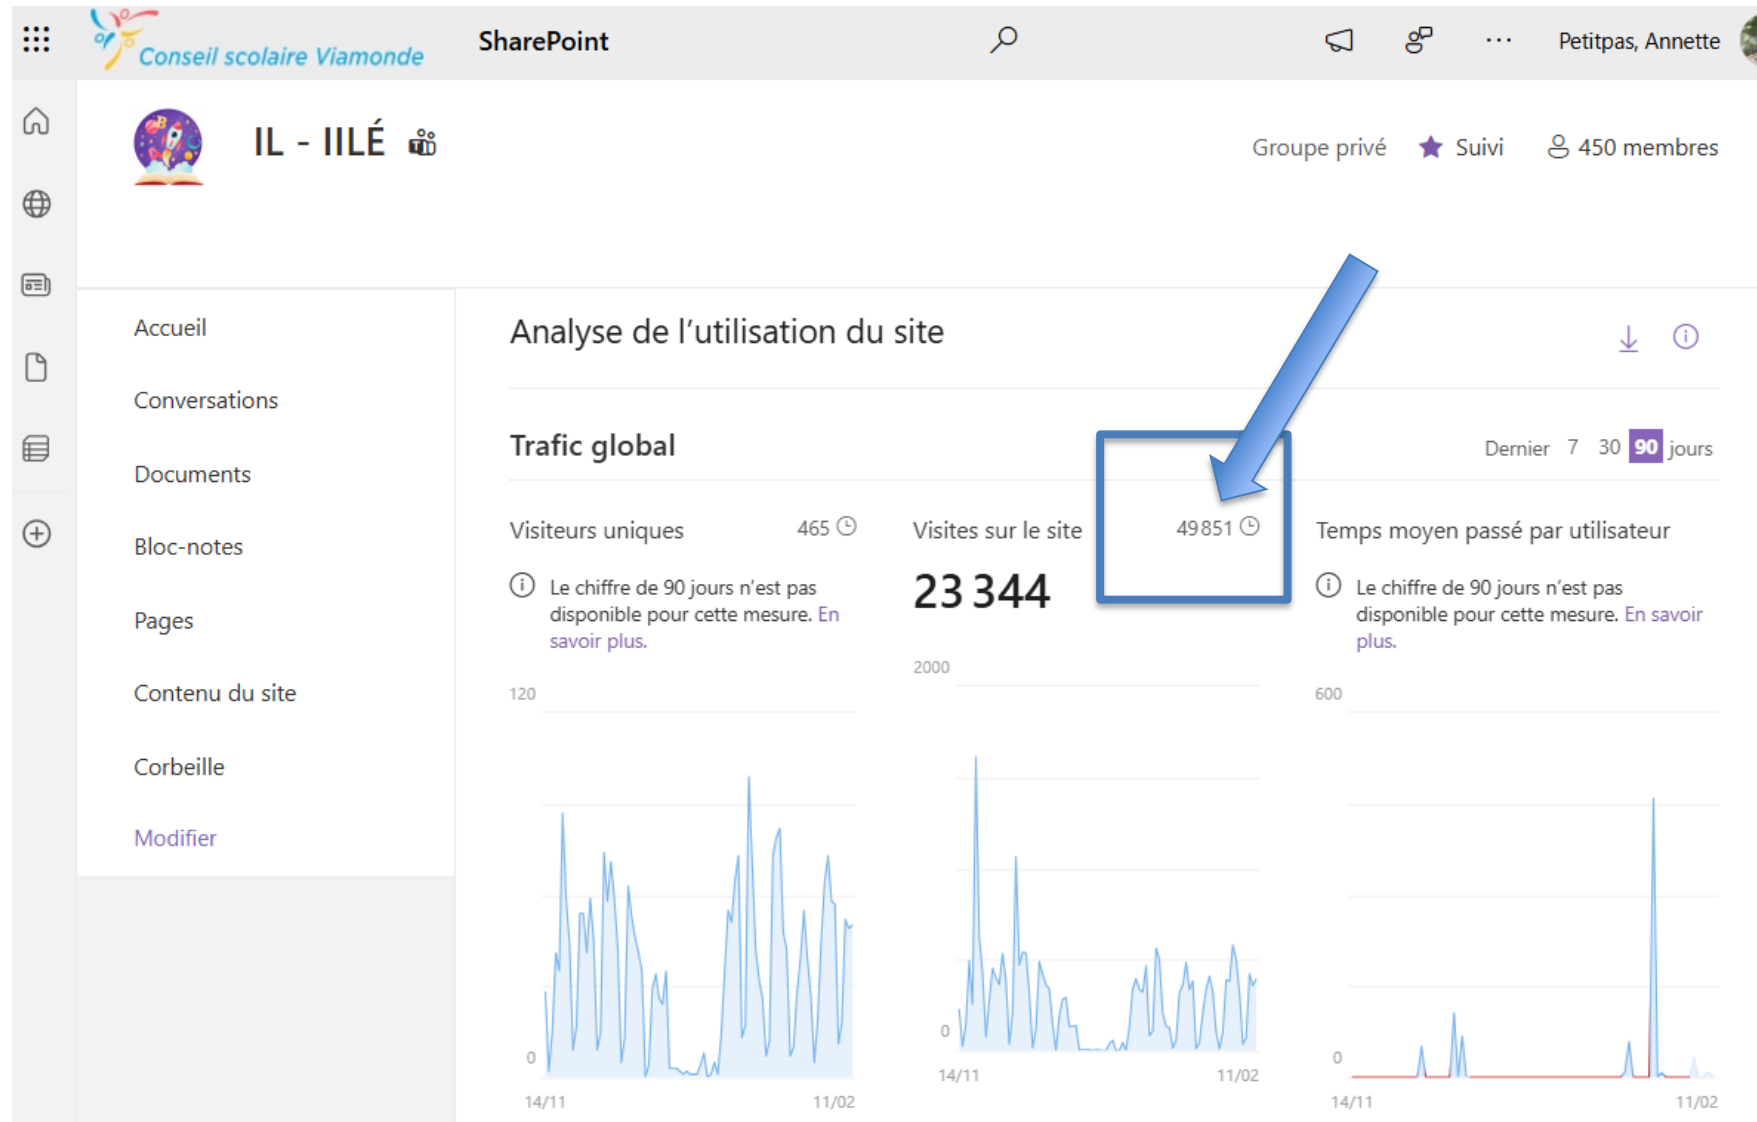 Conseil scolaire Viamonde
SharePoint
Petitpas, Annette
IL - IILÉ
Groupe privé
Suivi
450 membres
Accueil
Conversations
Documents
Bloc-notes
Pages
Contenu du site
Corbeille
Modifier
Analyse de l'utilisation du site
Trafic global
Dernier 7 30 90 jours
Visiteurs uniques 465
Le chiffre de 90 jours n'est pas
disponible pour cette mesure. En
savoir plus.
120
0
14/11 11/02
Visites sur le site 49 851
23 344
2000
0
14/11 11/02
Temps moyen passé par utilisateur
Le chiffre de 90 jours n'est pas
disponible pour cette mesure. En savoir
plus.
600
0
14/11 11/02